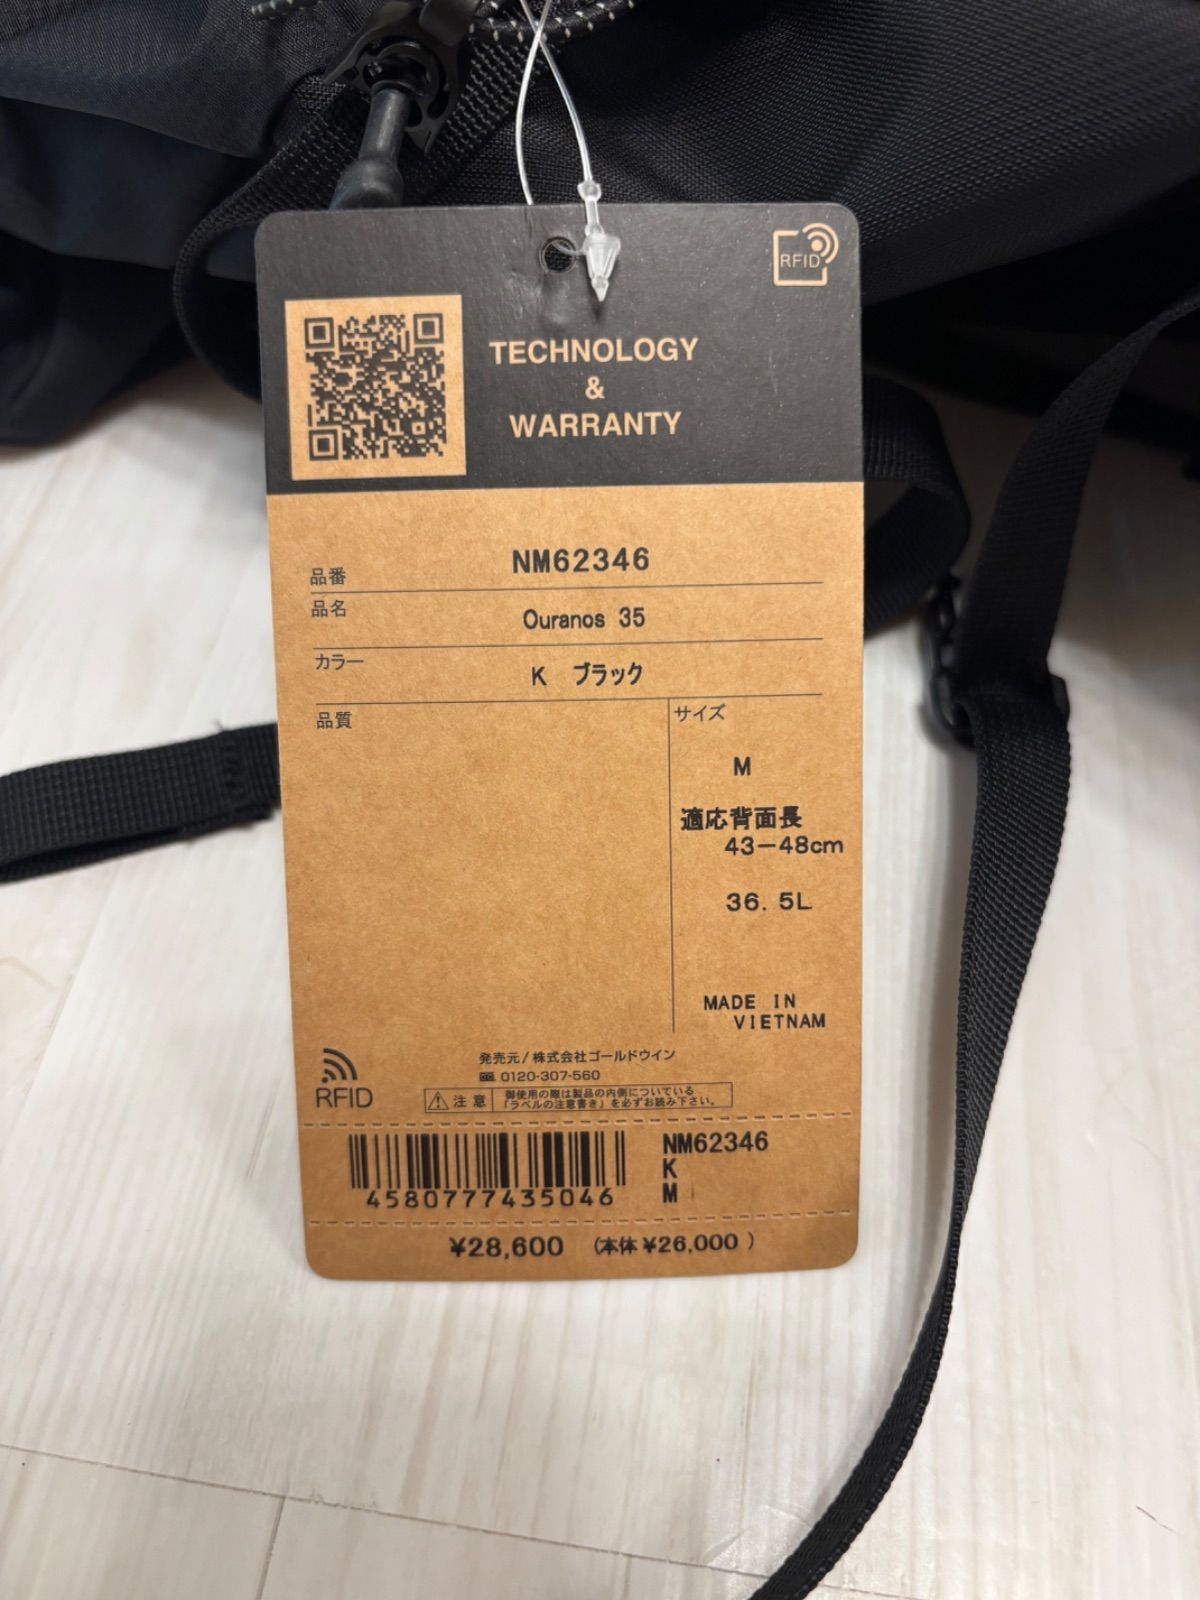 RFID
TECHNOLOGY
&
WARRANTY
品番 NM62346
品名 Ouranos 35
カラー K ブラック
品質
サイズ
M
適応背面長
43－48cm
36.5L
MADE IN
VIETNAM
RFID
発売元/株式会社ゴールドウイン
0120-307-560
注意
御使用の際は製品の内側についている
「ラベルの注意書き」を必ずお読み下さい。
4580777435046
NM62346
K
M
¥28,600 (本体¥26,000)